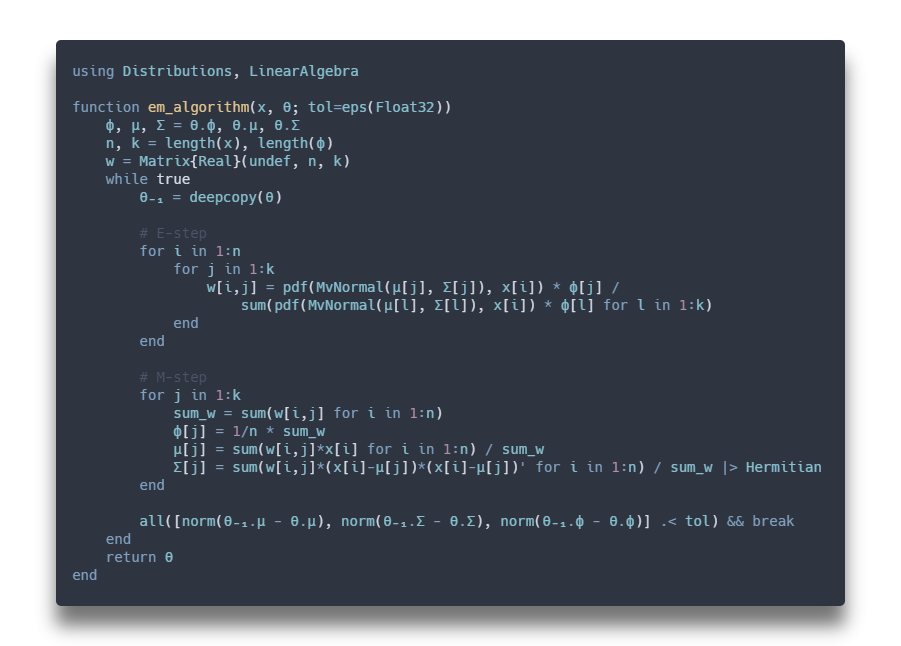 using Distributions, LinearAlgebra
function em_algorithm(x, θ; tol=eps(Float32))
    ϕ, μ, Σ = θ.ϕ, θ.μ, θ.Σ
    n, k = length(x), length(ϕ)
    w = Matrix{Real}(undef, n, k)
    while true
        θ₋₁ = deepcopy(θ)
        # E-step
        for i in 1:n
            for j in 1:k
                w[i,j] = pdf(MvNormal(μ[j], Σ[j]), x[i]) * ϕ[j] /
                    sum(pdf(MvNormal(μ[l], Σ[l]), x[i]) * ϕ[l] for l in 1:k)
            end
        end
        # M-step
        for j in 1:k
            sum_w = sum(w[i,j] for i in 1:n)
            ϕ[j] = 1/n * sum_w
            μ[j] = sum(w[i,j]*x[i] for i in 1:n) / sum_w
            Σ[j] = sum(w[i,j]*(x[i]-μ[j])*(x[i]-μ[j])' for i in 1:n) / sum_w |> Hermitian
        end
        all([norm(θ₋₁.μ - θ.μ), norm(θ₋₁.Σ - θ.Σ), norm(θ₋₁.ϕ - θ.ϕ)] .< tol) && break
    end
    return θ
end